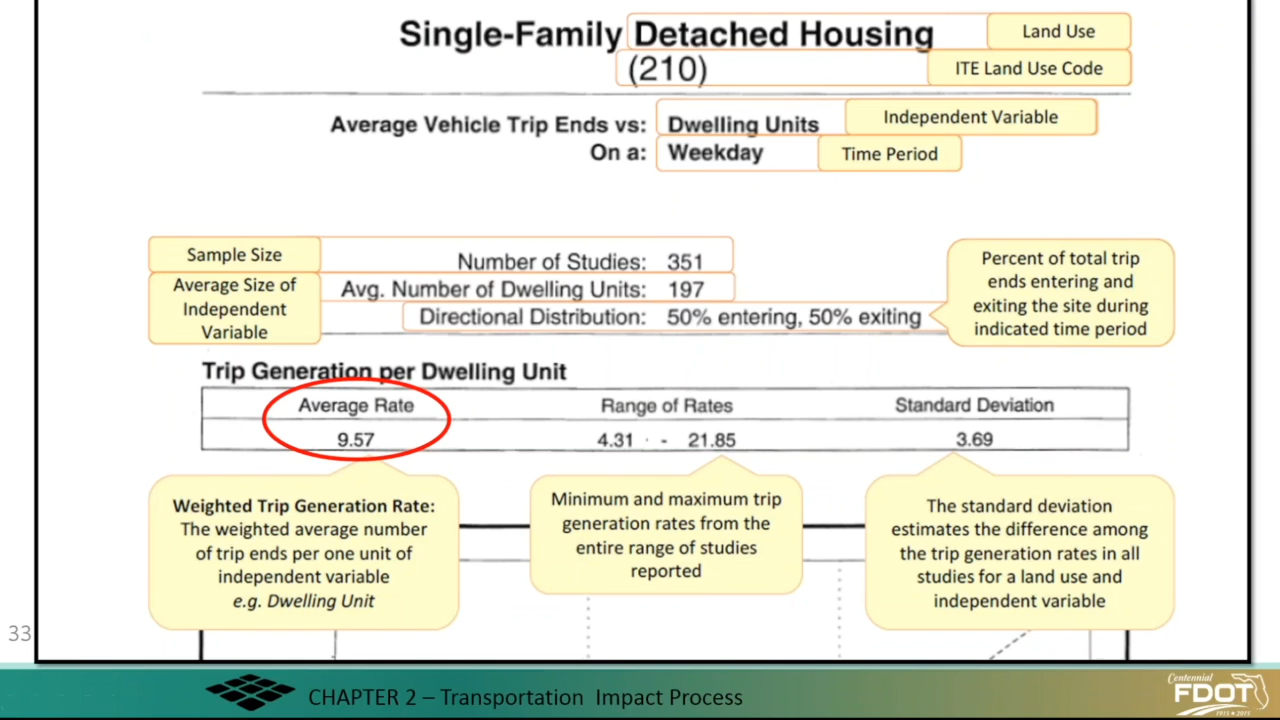 Single-Family Detached Housing
Land Use
(210)
ITE Land Use Code
Average Vehicle Trip Ends vs: Dwelling Units
Independent Variable
On a: Weekday
Time Period
Sample Size
Number of Studies: 351
Average Size of
Independent
Variable
Avg. Number of Dwelling Units: 197
Directional Distribution: 50% entering, 50% exiting
Percent of total trip
ends entering and
exiting the site during
indicated time period
Trip Generation per Dwelling Unit
Average Rate Range of Rates Standard Deviation
9.57 4.31 - 21.85 3.69
Weighted Trip Generation Rate:
The weighted average number
of trip ends per one unit of
independent variable
e.g. Dwelling Unit
Minimum and maximum trip
generation rates from the
entire range of studies
reported
The standard deviation
estimates the difference among
the trip generation rates in all
studies for a land use and
independent variable
33
CHAPTER 2 – Transportation Impact Process
Centennial
FDOT
1915 ★ 2015